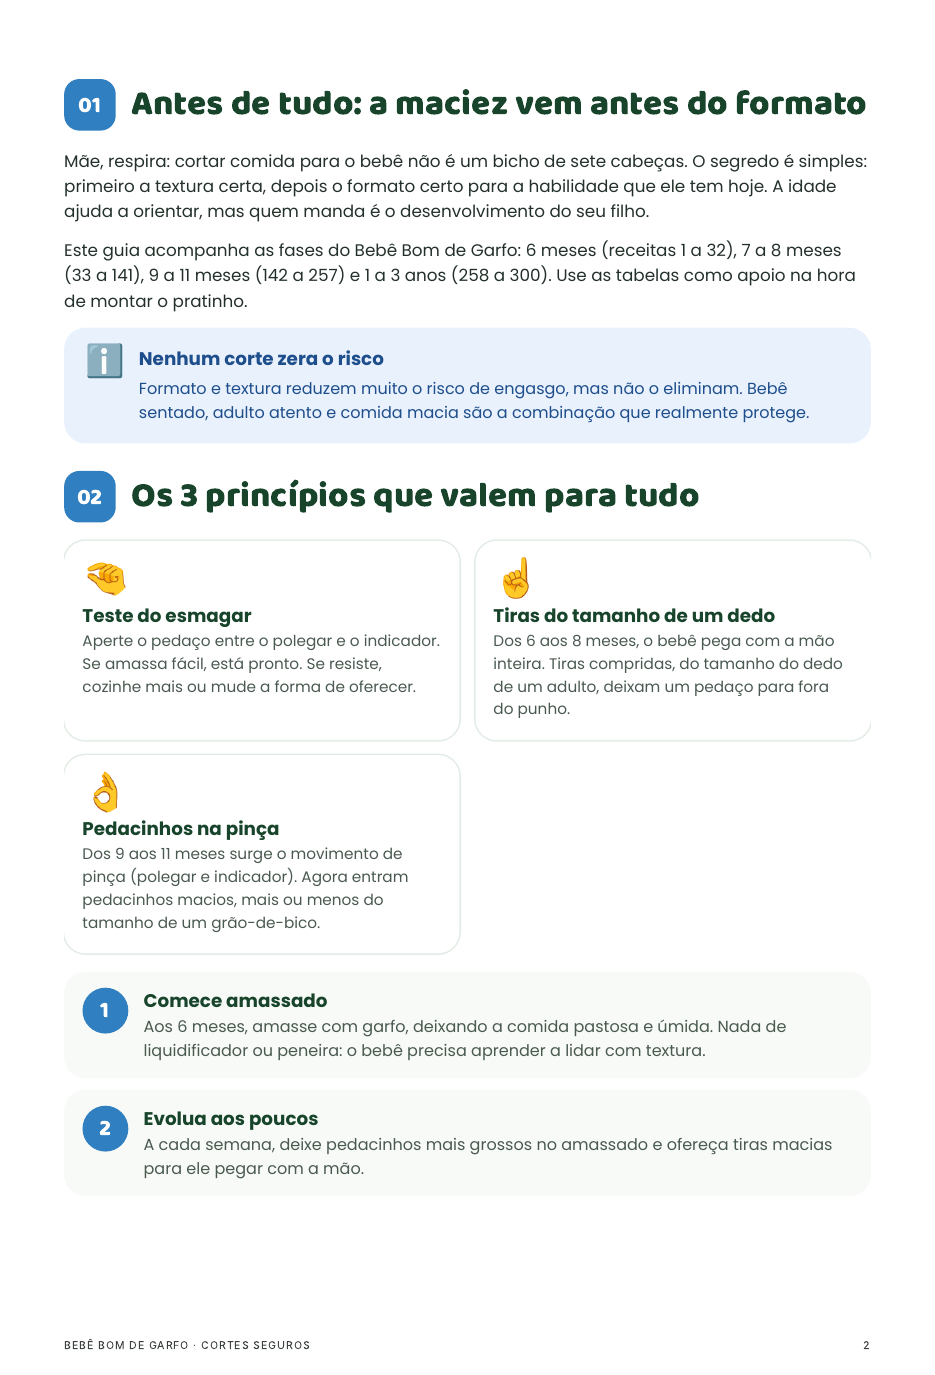 01 Antes de tudo: a maciez vem antes do formato
Mãe, respira: cortar comida para o bebê não é um bicho de sete cabeças. O segredo é simples:
primeiro a textura certa, depois o formato certo para a habilidade que ele tem hoje. A idade
ajuda a orientar, mas quem manda é o desenvolvimento do seu filho.
Este guia acompanha as fases do Bebê Bom de Garfo: 6 meses (receitas 1 a 32), 7 a 8 meses
(33 a 141), 9 a 11 meses (142 a 257) e 1 a 3 anos (258 a 300). Use as tabelas como apoio na hora
de montar o pratinho.
Nenhum corte zera o risco
Formato e textura reduzem muito o risco de engasgo, mas não o eliminam. Bebê
sentado, adulto atento e comida macia são a combinação que realmente protege.
02 Os 3 princípios que valem para tudo
Teste do esmagar
Aperte o pedaço entre o polegar e o indicador.
Se amassa fácil, está pronto. Se resiste,
cozinhe mais ou mude a forma de oferecer.
Tiras do tamanho de um dedo
Dos 6 aos 8 meses, o bebê pega com a mão
inteira. Tiras compridas, do tamanho do dedo
de um adulto, deixam um pedaço para fora
do punho.
Pedacinhos na pinça
Dos 9 aos 11 meses surge o movimento de
pinça (polegar e indicador). Agora entram
pedacinhos macios, mais ou menos do
tamanho de um grão-de-bico.
1 Comece amassado
Aos 6 meses, amasse com garfo, deixando a comida pastosa e úmida. Nada de
liquidificador ou peneira: o bebê precisa aprender a lidar com textura.
2 Evolua aos poucos
A cada semana, deixe pedacinhos mais grossos no amassado e ofereça tiras macias
para ele pegar com a mão.
BEBÊ BOM DE GARFO · CORTES SEGUROS 2